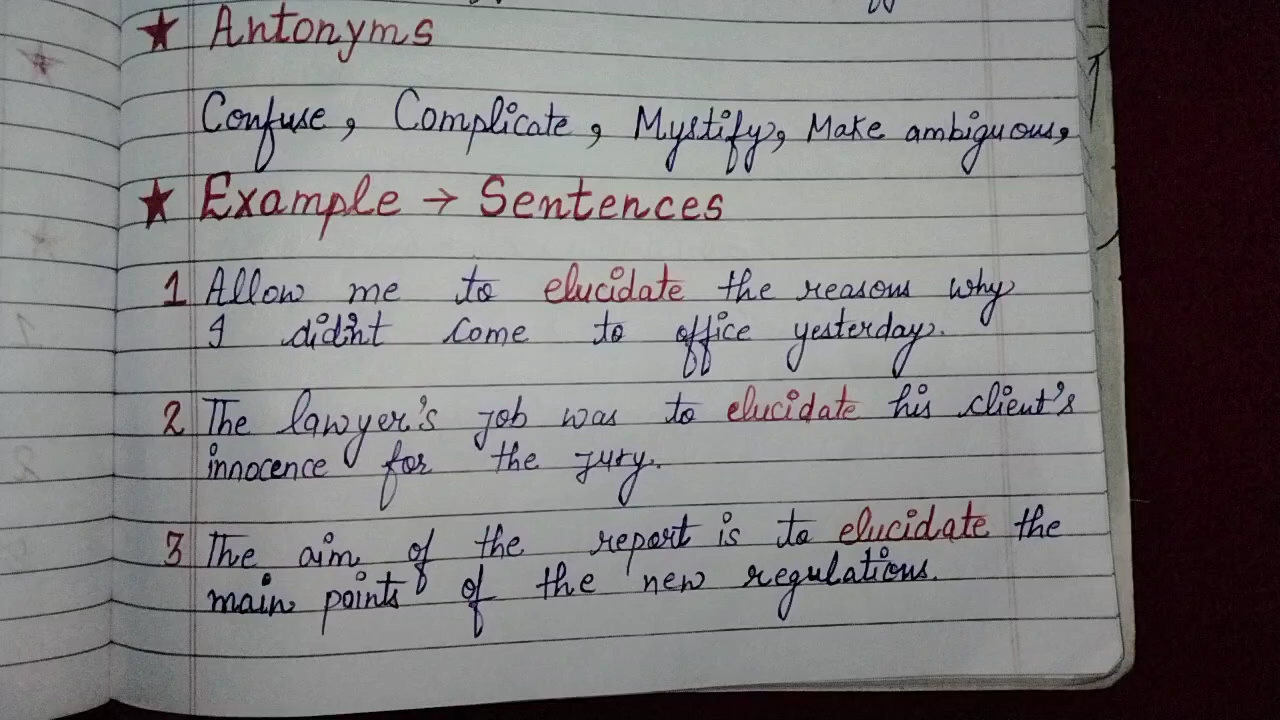 ★ Antonyms
Confuse, Complicate, Mystify, Make ambiguous,
★ Example → Sentences
1 Allow me to elucidate the reasons why
I didn't come to office yesterday.
2 The lawyer's job was to elucidate his client's
innocence for the jury.
3 The aim of the report is to elucidate the
main points of the new regulations.